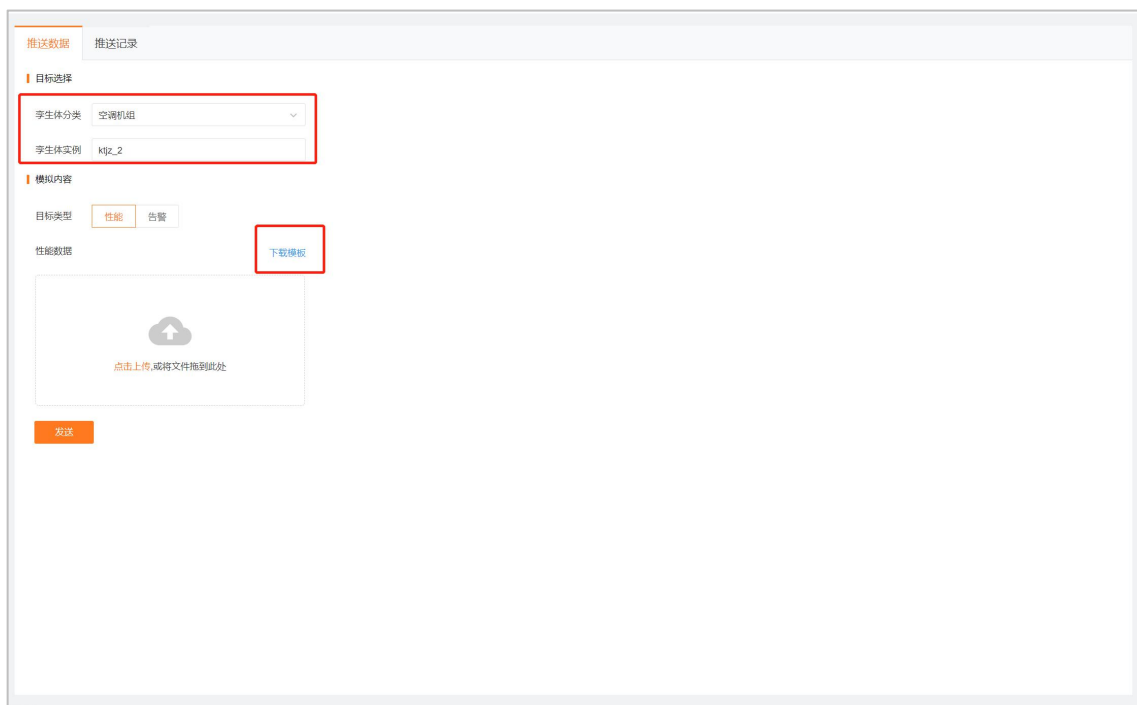 推送数据 推送记录
目标选择
孪生体分类 空调机组
孪生体实例 ktjz_2
模拟内容
目标类型 性能 告警
性能数据 下载模板
点击上传,或将文件拖到此处
发送